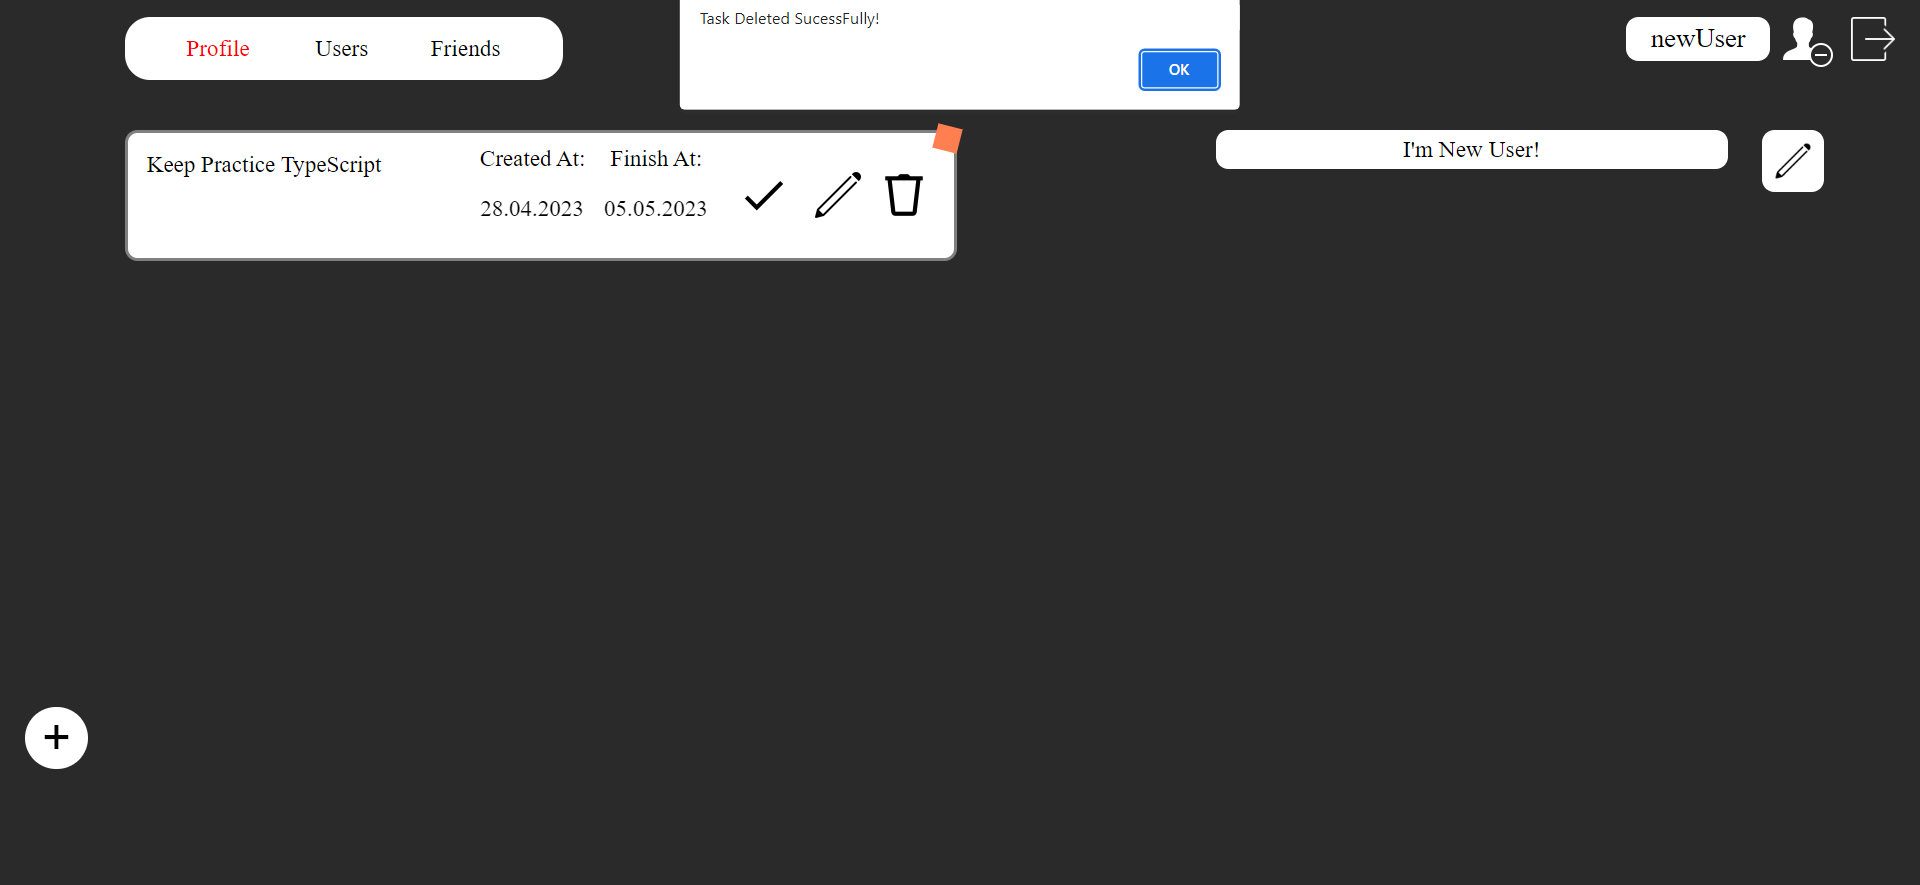 Profile Users Friends
Task Deleted SucessFully!
OK
newUser
Keep Practice TypeScript
Created At: Finish At:
28.04.2023 05.05.2023
I'm New User!